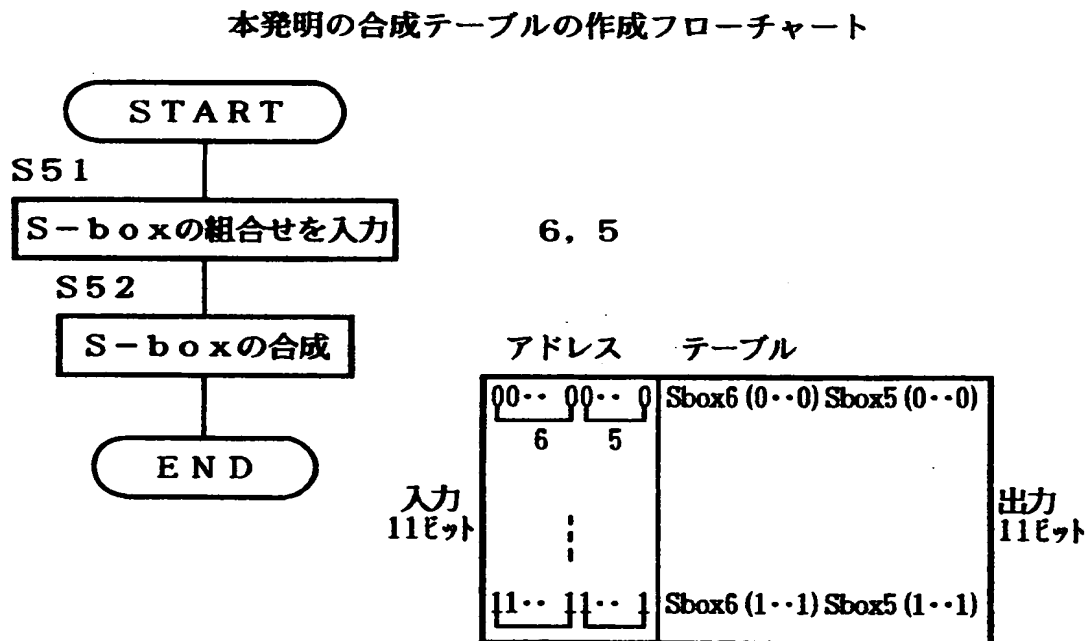 本発明の合成テーブルの作成フローチャート
START
S51
S-boxの組合せを入力
6, 5
S52
S-boxの合成
END
アドレス テーブル
00‥ 00‥ 0 Sbox6 (0‥0) Sbox5 (0‥0)
6 5
入力
11ビット
出力
11ビット
11‥ 11‥ 1 Sbox6 (1‥1) Sbox5 (1‥1)